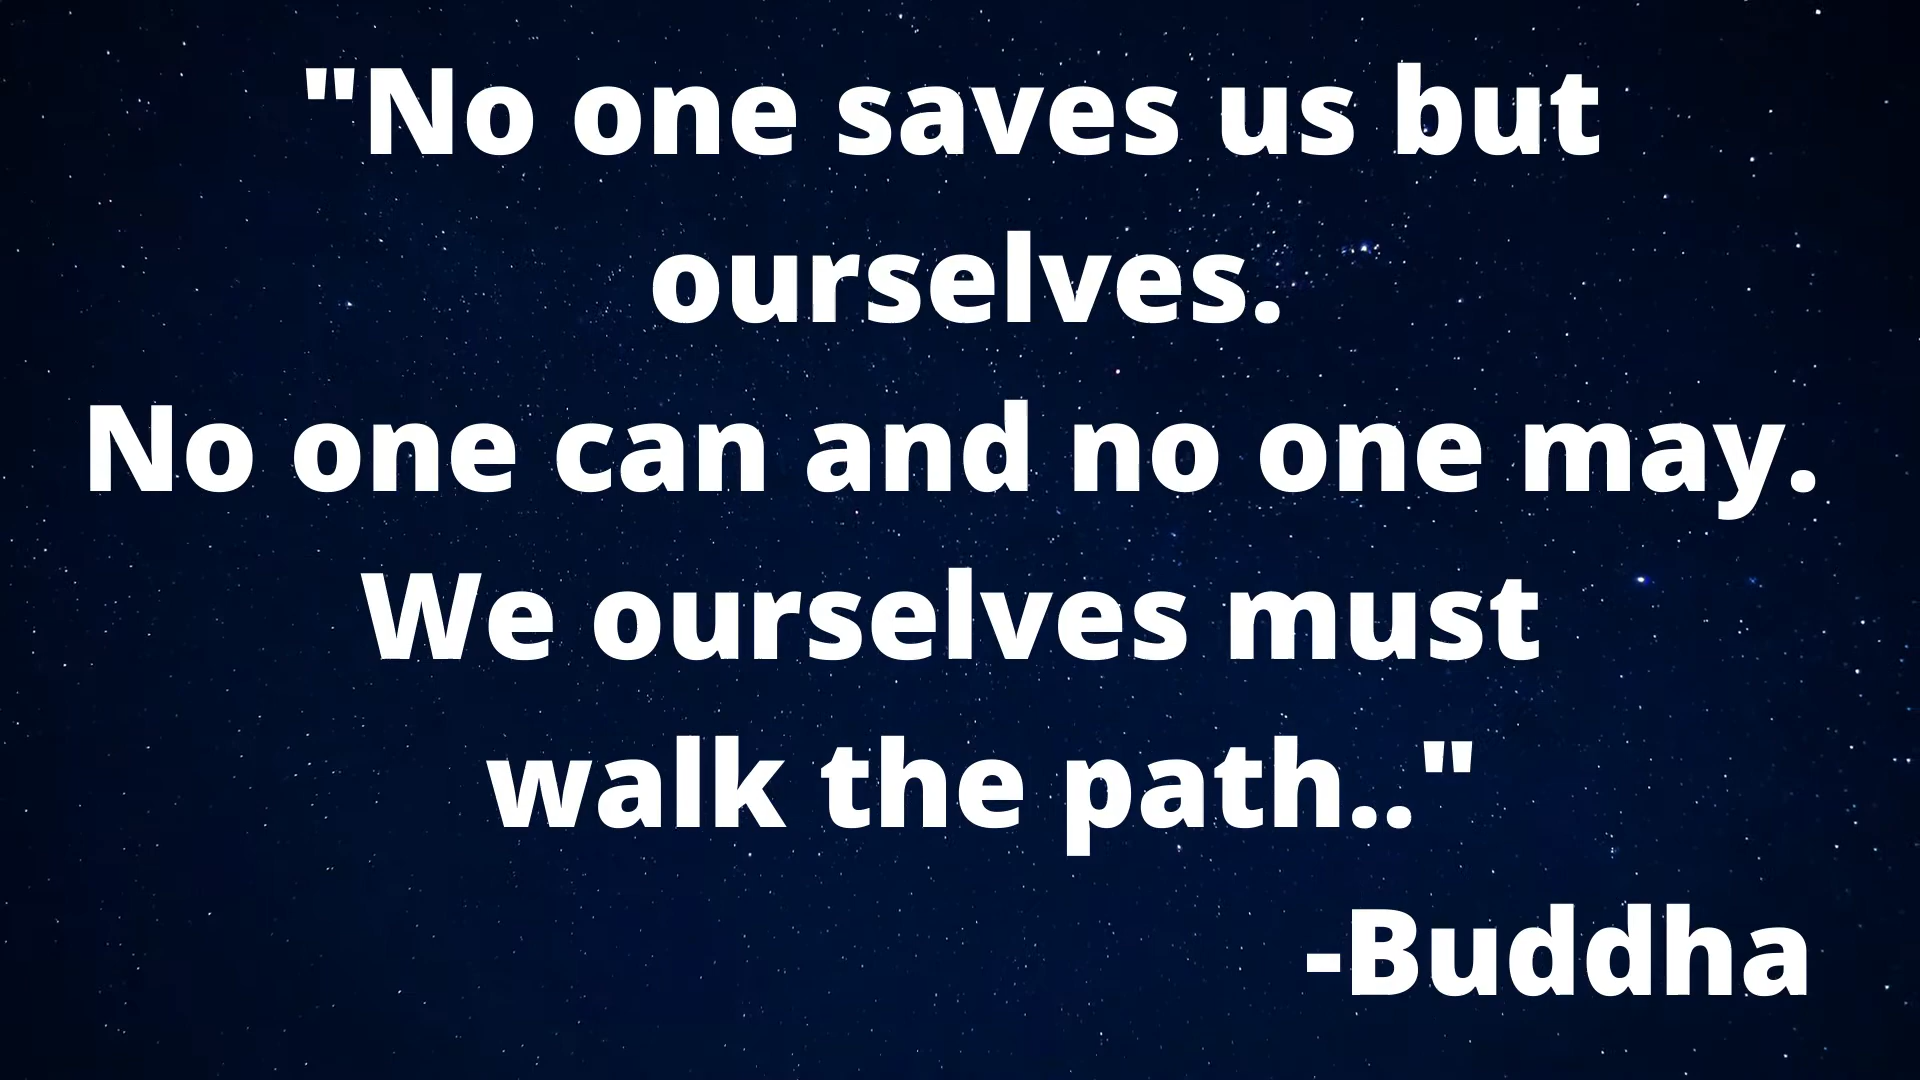 "No one saves us but
ourselves.
No one can and no one may.
We ourselves must
walk the path.."
-Buddha